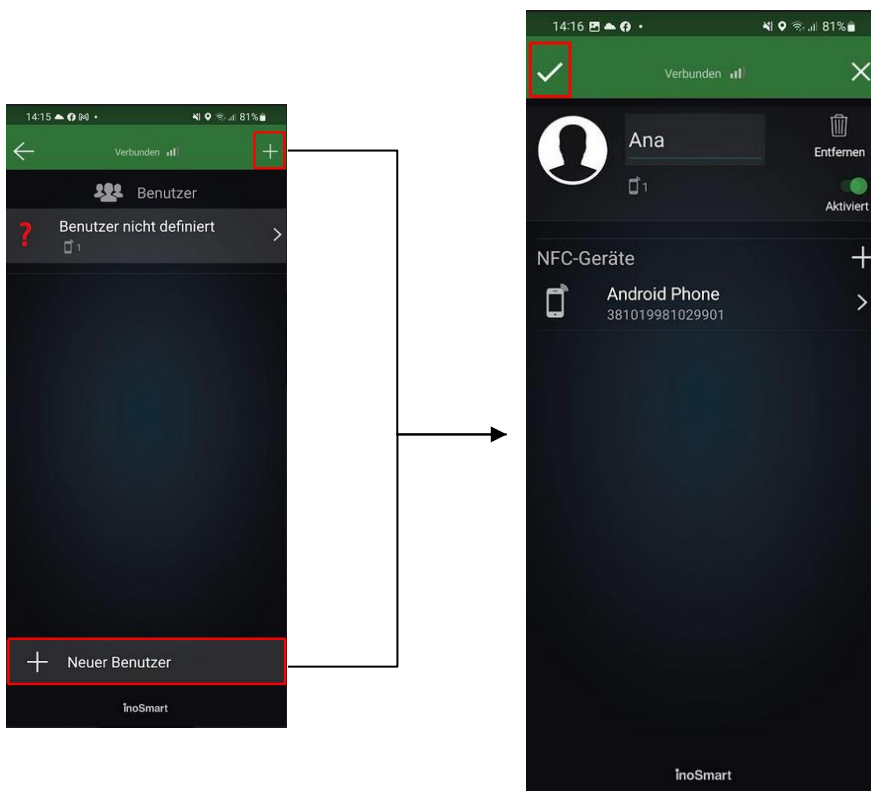 14:15
81%
Verbunden
Benutzer
?
Benutzer nicht definiert
1
+ Neuer Benutzer
inoSmart
14:16
81%
Verbunden
Ana
Entfernen
1
Aktiviert
NFC-Geräte
Android Phone
381019981029901
inoSmart